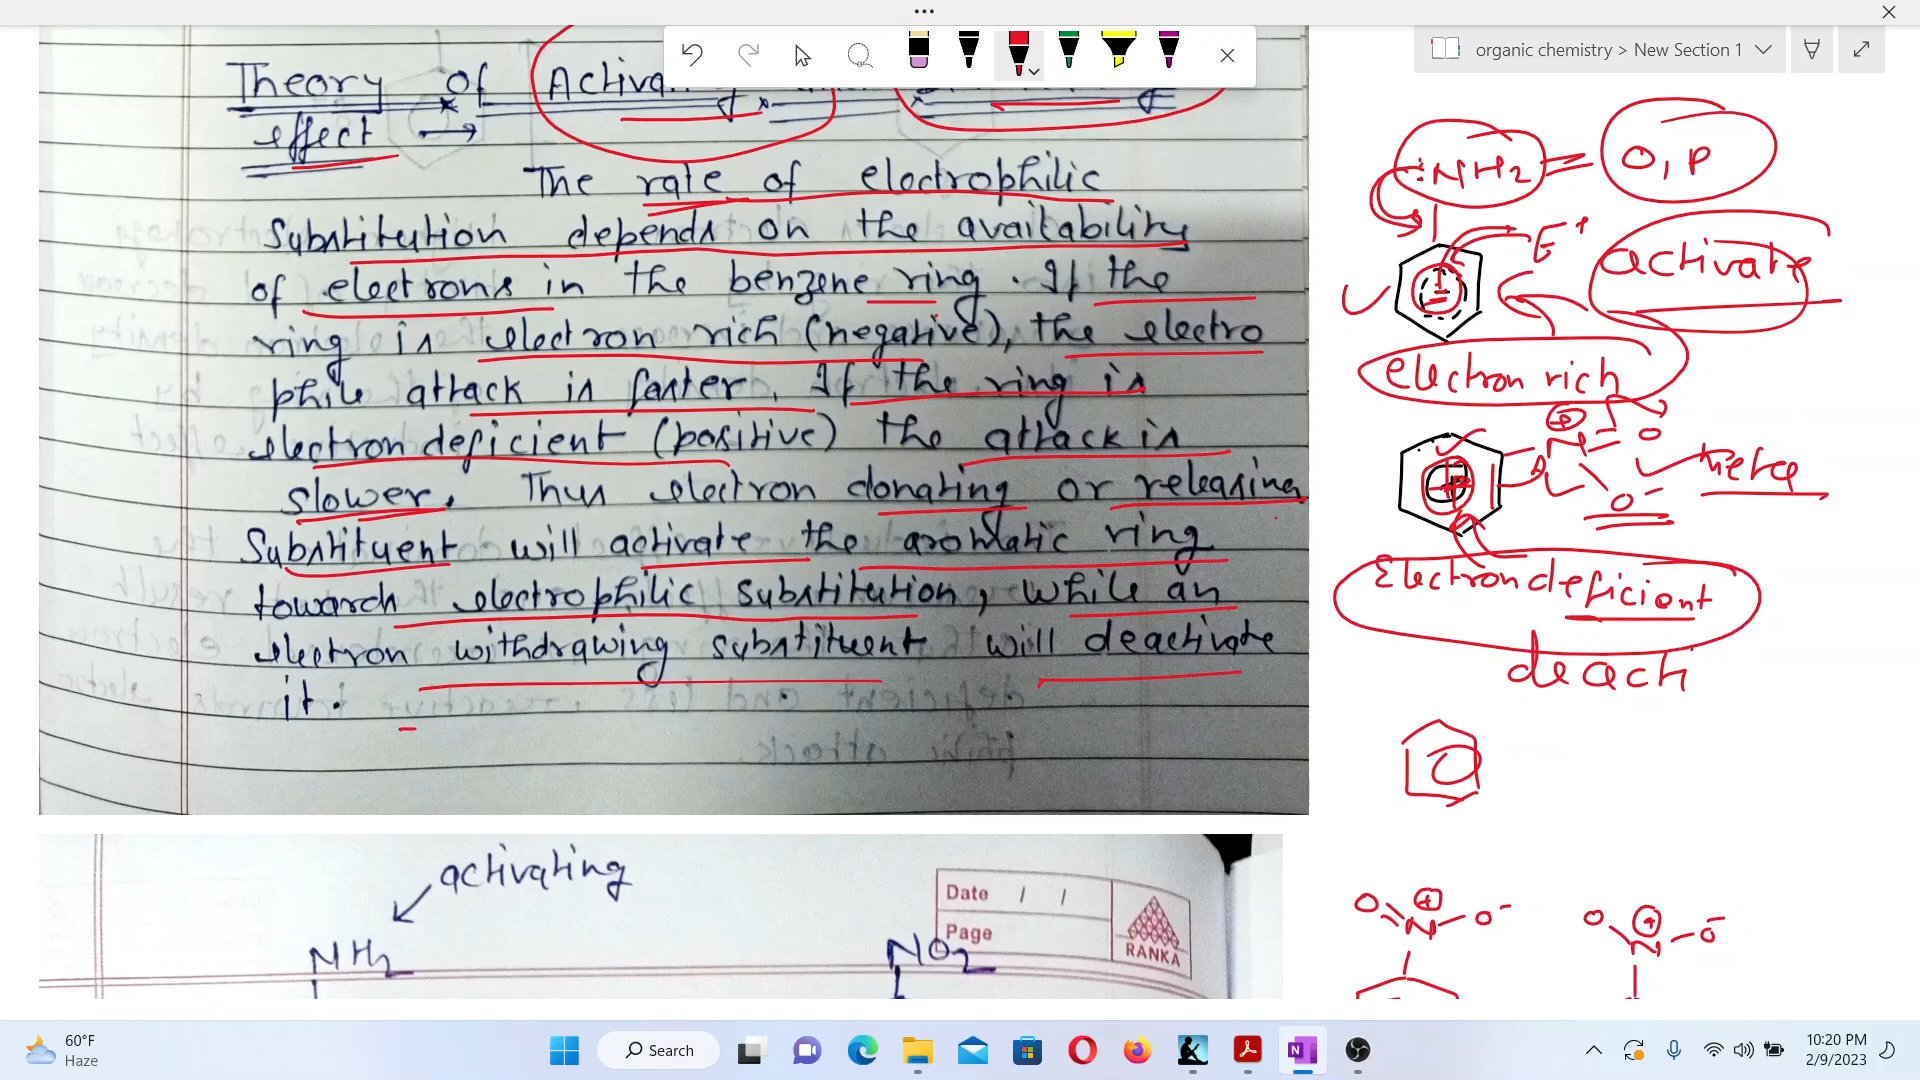 organic chemistry > New Section 1
Theory of Activa
effect
The rate of electrophilic
Substitution depends on the availability
of electrons in the benzene ring. If the
ring is electron rich (negative), the electro
phile attack is faster. If the ring is
electron deficient (positive) the attack is
slower. Thus electron donating or releasing
Substituent will activate the aromatic ring
towards electrophilic substitution, while an
electron withdrawing substituent will deactivate
it.
activating
NH2
NO2
Date / /
Page
RANKA
:NH2 = O, P
E+
activate
electron rich
N O
O-
meta
Electron deficient
deacti
O N O-
O N O-
60°F
Haze
Search
10:20 PM
2/9/2023